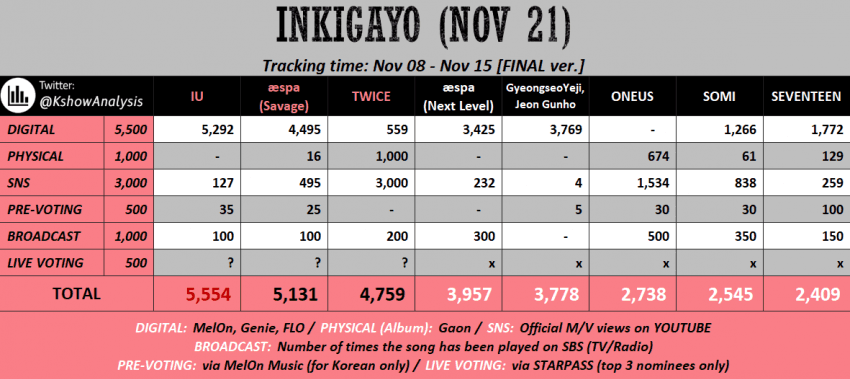 INKIGAYO (NOV 21)
Tracking time: Nov 08 - Nov 15 [FINAL ver.]
Twitter: @KshowAnalysis IU æspa (Savage) TWICE æspa (Next Level) GyeongseoYeji, Jeon Gunho ONEUS SOMI SEVENTEEN
DIGITAL 5,500 5,292 4,495 559 3,425 3,769 - 1,266 1,772
PHYSICAL 1,000 - 16 1,000 - - 674 61 129
SNS 3,000 127 495 3,000 232 4 1,534 838 259
PRE-VOTING 500 35 25 - - 5 30 30 100
BROADCAST 1,000 100 100 200 300 - 500 350 150
LIVE VOTING 500 ? ? ? x x x x x
TOTAL 5,554 5,131 4,759 3,957 3,778 2,738 2,545 2,409
DIGITAL: MelOn, Genie, FLO / PHYSICAL (Album): Gaon / SNS: Official M/V views on YOUTUBE
BROADCAST: Number of times the song has been played on SBS (TV/Radio)
PRE-VOTING: via MelOn Music (for Korean only) / LIVE VOTING: via STARPASS (top 3 nominees only)